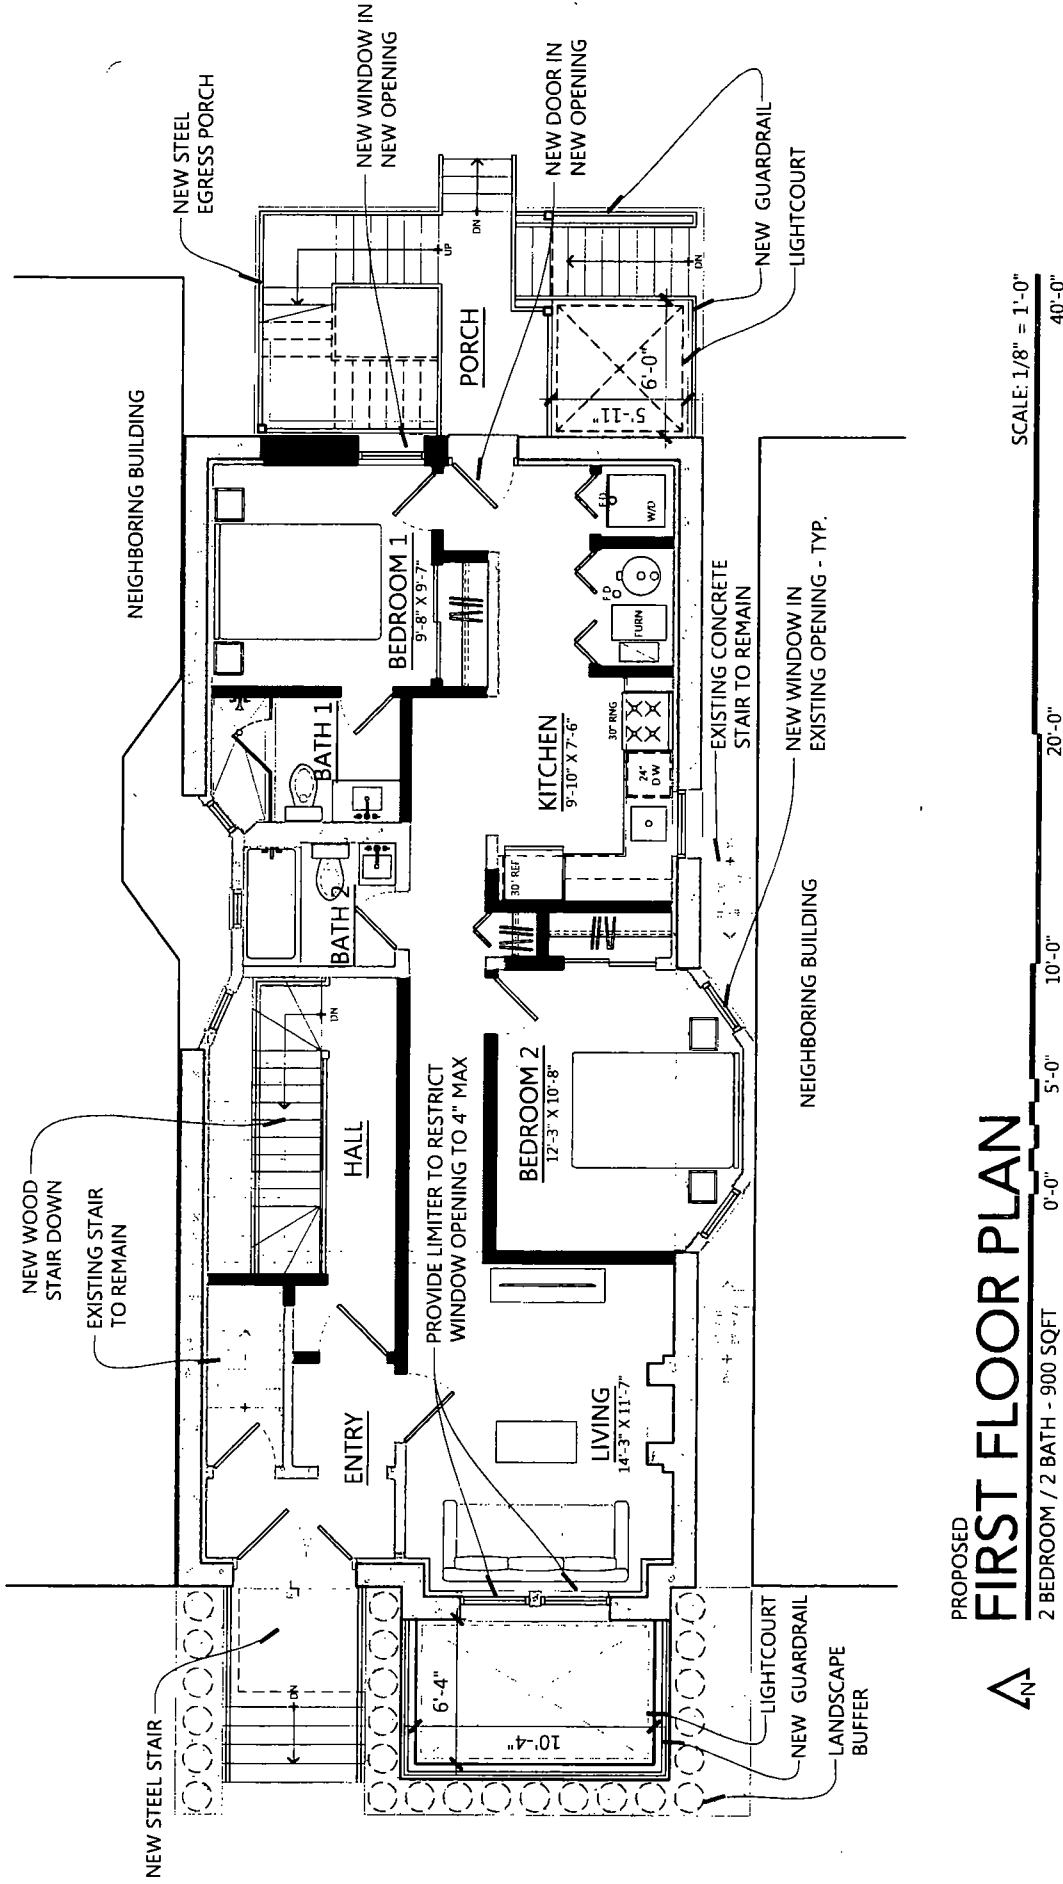 NEW STEEL STAIR
NEW WOOD
STAIR DOWN
EXISTING STAIR
TO REMAIN
NEIGHBORING BUILDING
NEW STEEL
EGRESS PORCH
NEW WINDOW IN
NEW OPENING
NEW DOOR IN
NEW OPENING
NEW GUARDRAIL
LIGHTCOURT
UP
DN
DN
PORCH
6'-0"
5'-11"
BEDROOM 1
9'-8" X 9'-7"
BATH 1
BATH 2
DN
HALL
ENTRY
DN
PROVIDE LIMITER TO RESTRICT
WINDOW OPENING TO 4" MAX
KITCHEN
9'-10" X 7'-6"
30" RNG
24"
DW
30" REF
FURN
F D
F D
W/D
BEDROOM 2
12'-3" X 10'-8"
LIVING
14'-3" X 11'-7"
6'-4"
10'-4"
EXISTING CONCRETE
STAIR TO REMAIN
NEW WINDOW IN
EXISTING OPENING - TYP.
NEIGHBORING BUILDING
LIGHTCOURT
NEW GUARDRAIL
LANDSCAPE
BUFFER
N
PROPOSED
FIRST FLOOR PLAN
2 BEDROOM / 2 BATH - 900 SQFT
SCALE: 1/8" = 1'-0"
0'-0"
5'-0"
10'-0"
20'-0"
40'-0"